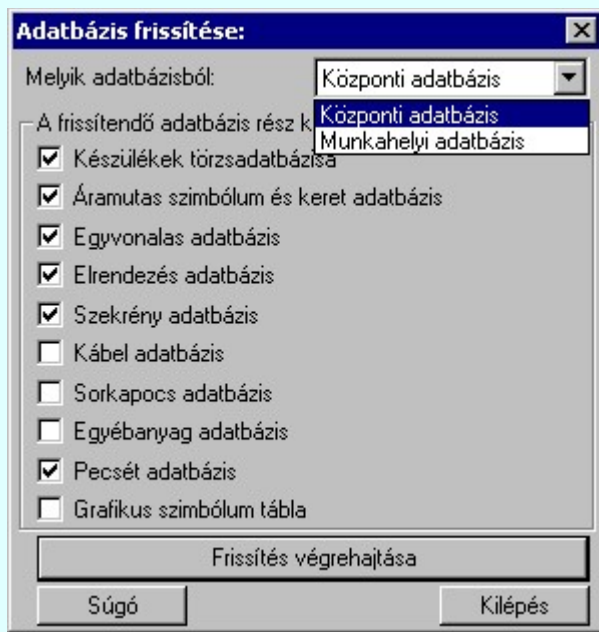 Adatbázis frissítése:
Melyik adatbázisból:
Központi adatbázis
Központi adatbázis
Munkahelyi adatbázis
A frissítendő adatbázis rész k
Készülékek törzsadatbázisa
Áramutas szimbólum és keret adatbázis
Egyvonalas adatbázis
Elrendezés adatbázis
Szekrény adatbázis
Kábel adatbázis
Sorkapocs adatbázis
Egyébanyag adatbázis
Pecsét adatbázis
Grafikus szimbólum tábla
Frissítés végrehajtása
Súgó
Kilépés